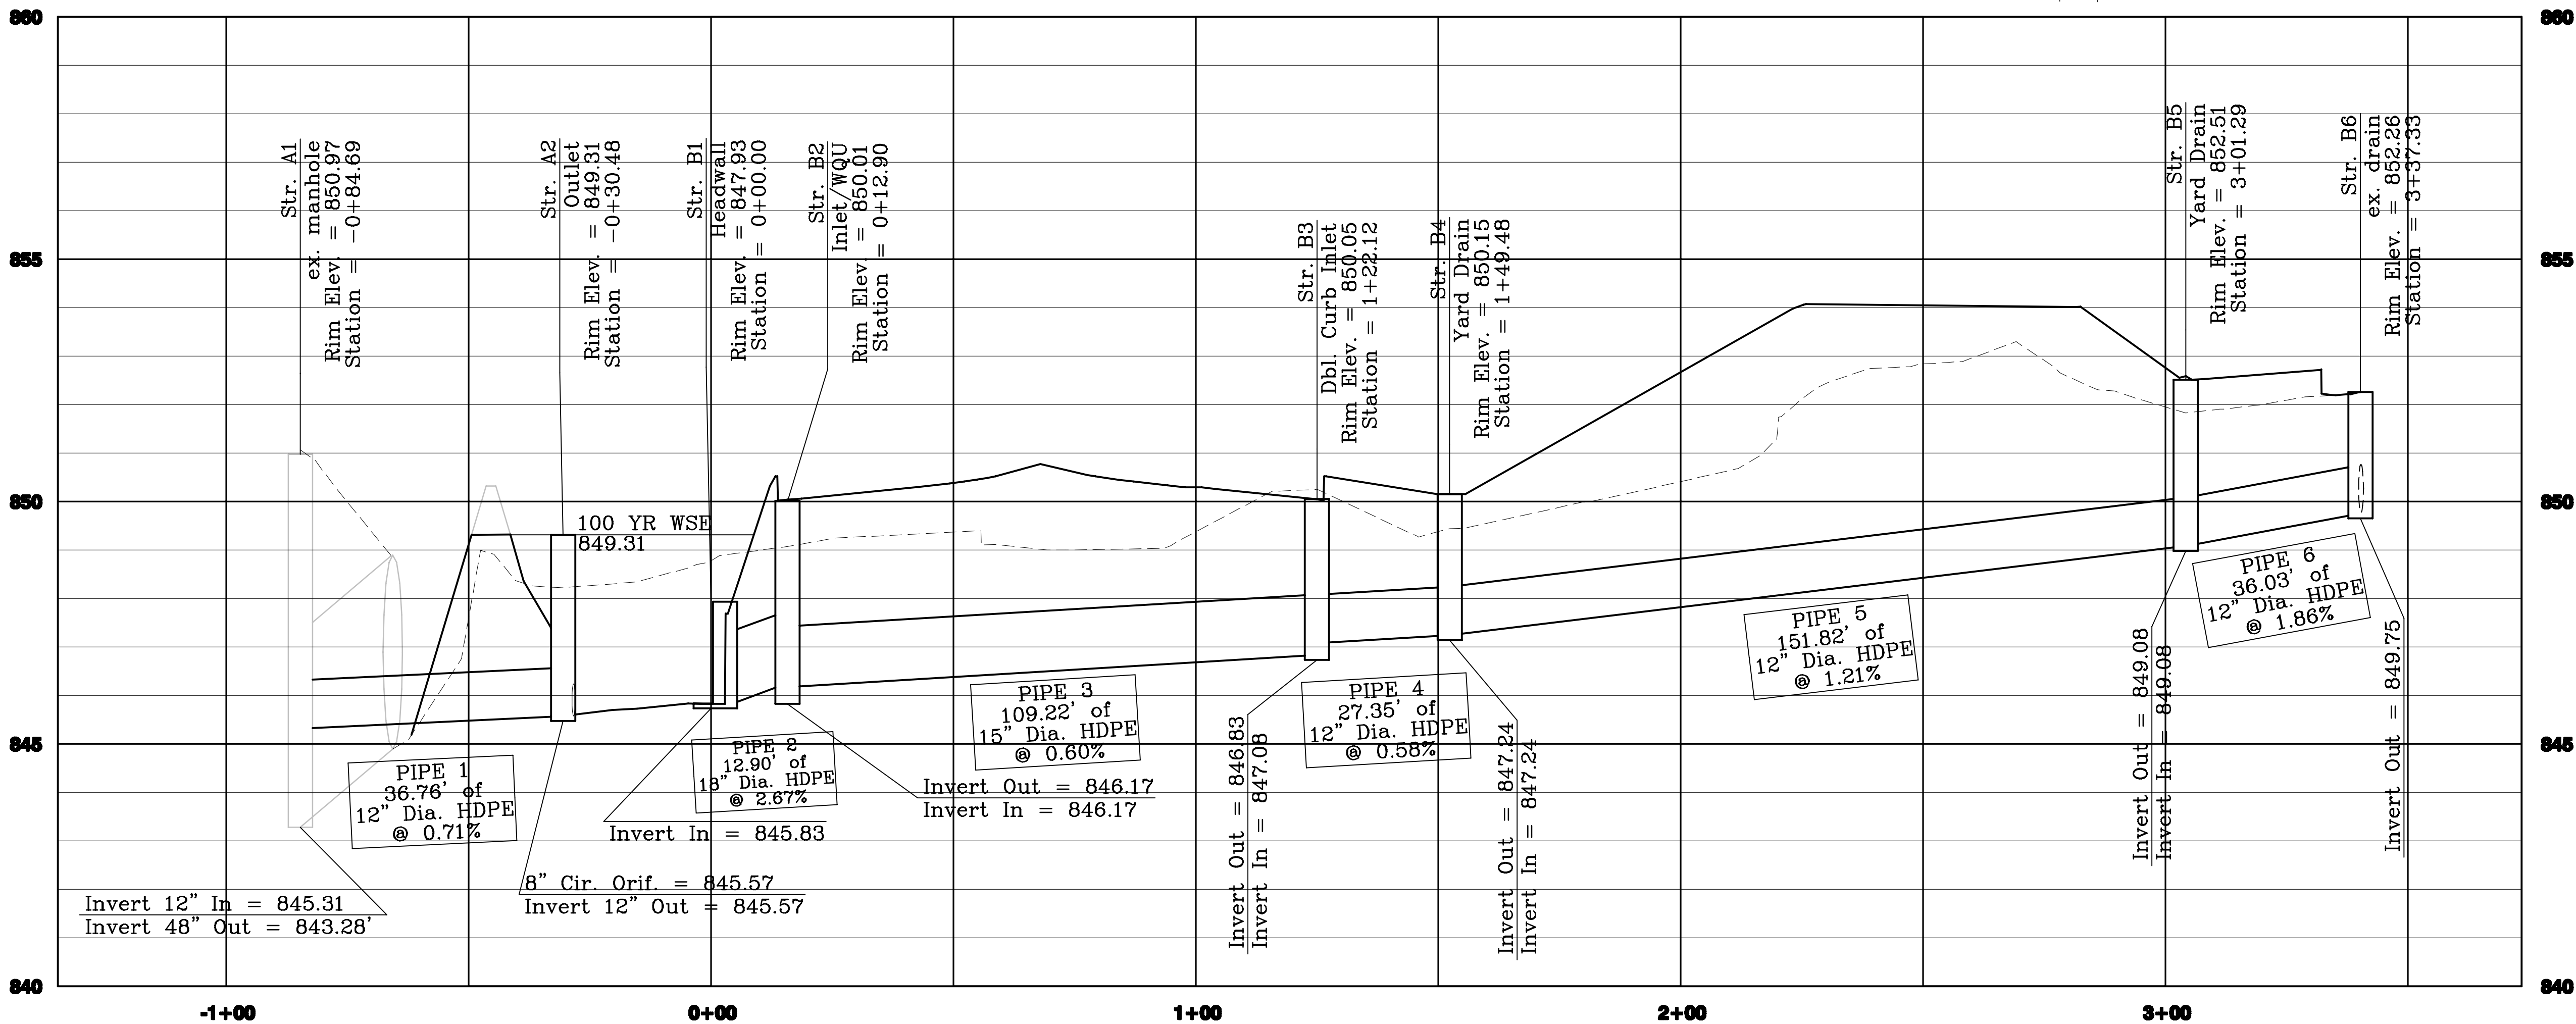 860
860
855
855
850
850
845
845
840
840
Str. A1
ex. manhole
Rim Elev. = 850.97
Station = -0+84.69
Str. A2
Outlet
Rim Elev. = 849.31
Station = -0+30.48
Str. B1
Headwall
Rim Elev. = 847.93
Station = 0+00.00
Str. B2
Inlet/WQU
Rim Elev. = 850.01
Station = 0+12.90
Str. B3
Dbl. Curb Inlet
Rim Elev. = 850.05
Station = 1+22.12
Str. B4
Yard Drain
Rim Elev. = 850.15
Station = 1+49.48
Str. B5
Yard Drain
Rim Elev. = 852.51
Station = 3+01.29
Str. B6
ex. drain
Rim Elev. = 852.26
Station = 3+37.33
100 YR WSE
849.31
PIPE 1
36.76' of
12" Dia. HDPE
@ 0.71%
PIPE 2
12.90' of
18" Dia. HDPE
@ 2.67%
PIPE 3
109.22' of
15" Dia. HDPE
@ 0.60%
PIPE 4
27.35' of
12" Dia. HDPE
@ 0.58%
PIPE 5
151.82' of
12" Dia. HDPE
@ 1.21%
PIPE 6
36.03' of
12" Dia. HDPE
@ 1.86%
Invert 12" In = 845.31
Invert 48" Out = 843.28'
8" Cir. Orif. = 845.57
Invert 12" Out = 845.57
Invert In = 845.83
Invert Out = 846.17
Invert In = 846.17
Invert Out = 846.83
Invert In = 847.08
Invert Out = 847.24
Invert In = 847.24
Invert Out = 849.08
Invert In = 849.08
Invert Out = 849.75
-1+00
0+00
1+00
2+00
3+00